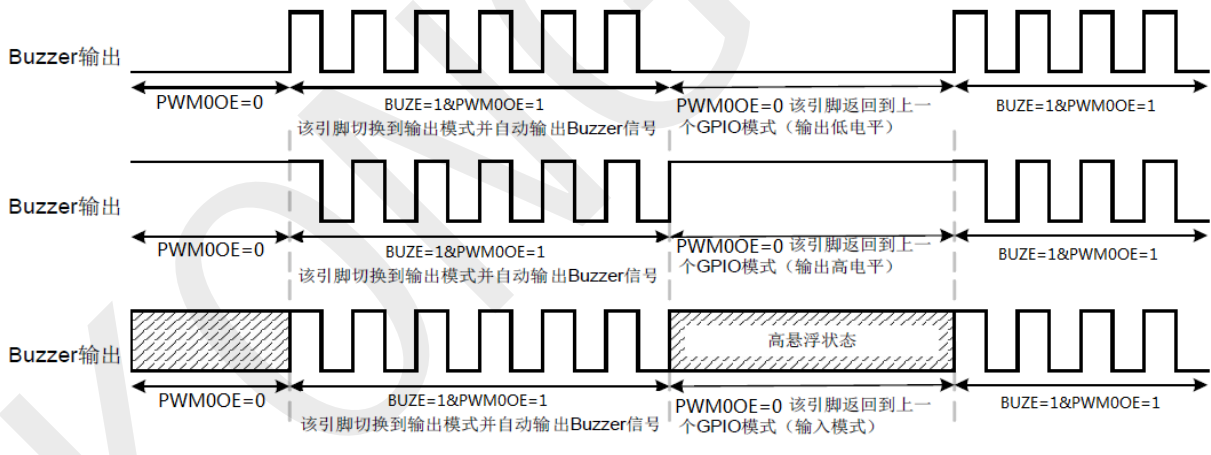 Buzzer输出
PWM0OE=0
BUZE=1&PWM0OE=1
该引脚切换到输出模式并自动输出Buzzer信号
PWM0OE=0 该引脚返回到上一
个GPIO模式（输出低电平）
BUZE=1&PWM0OE=1
Buzzer输出
PWM0OE=0
BUZE=1&PWM0OE=1
该引脚切换到输出模式并自动输出Buzzer信号
PWM0OE=0 该引脚返回到上一
个GPIO模式（输出高电平）
BUZE=1&PWM0OE=1
Buzzer输出
高悬浮状态
PWM0OE=0
BUZE=1&PWM0OE=1
该引脚切换到输出模式并自动输出Buzzer信号
PWM0OE=0 该引脚返回到上一
个GPIO模式（输入模式）
BUZE=1&PWM0OE=1